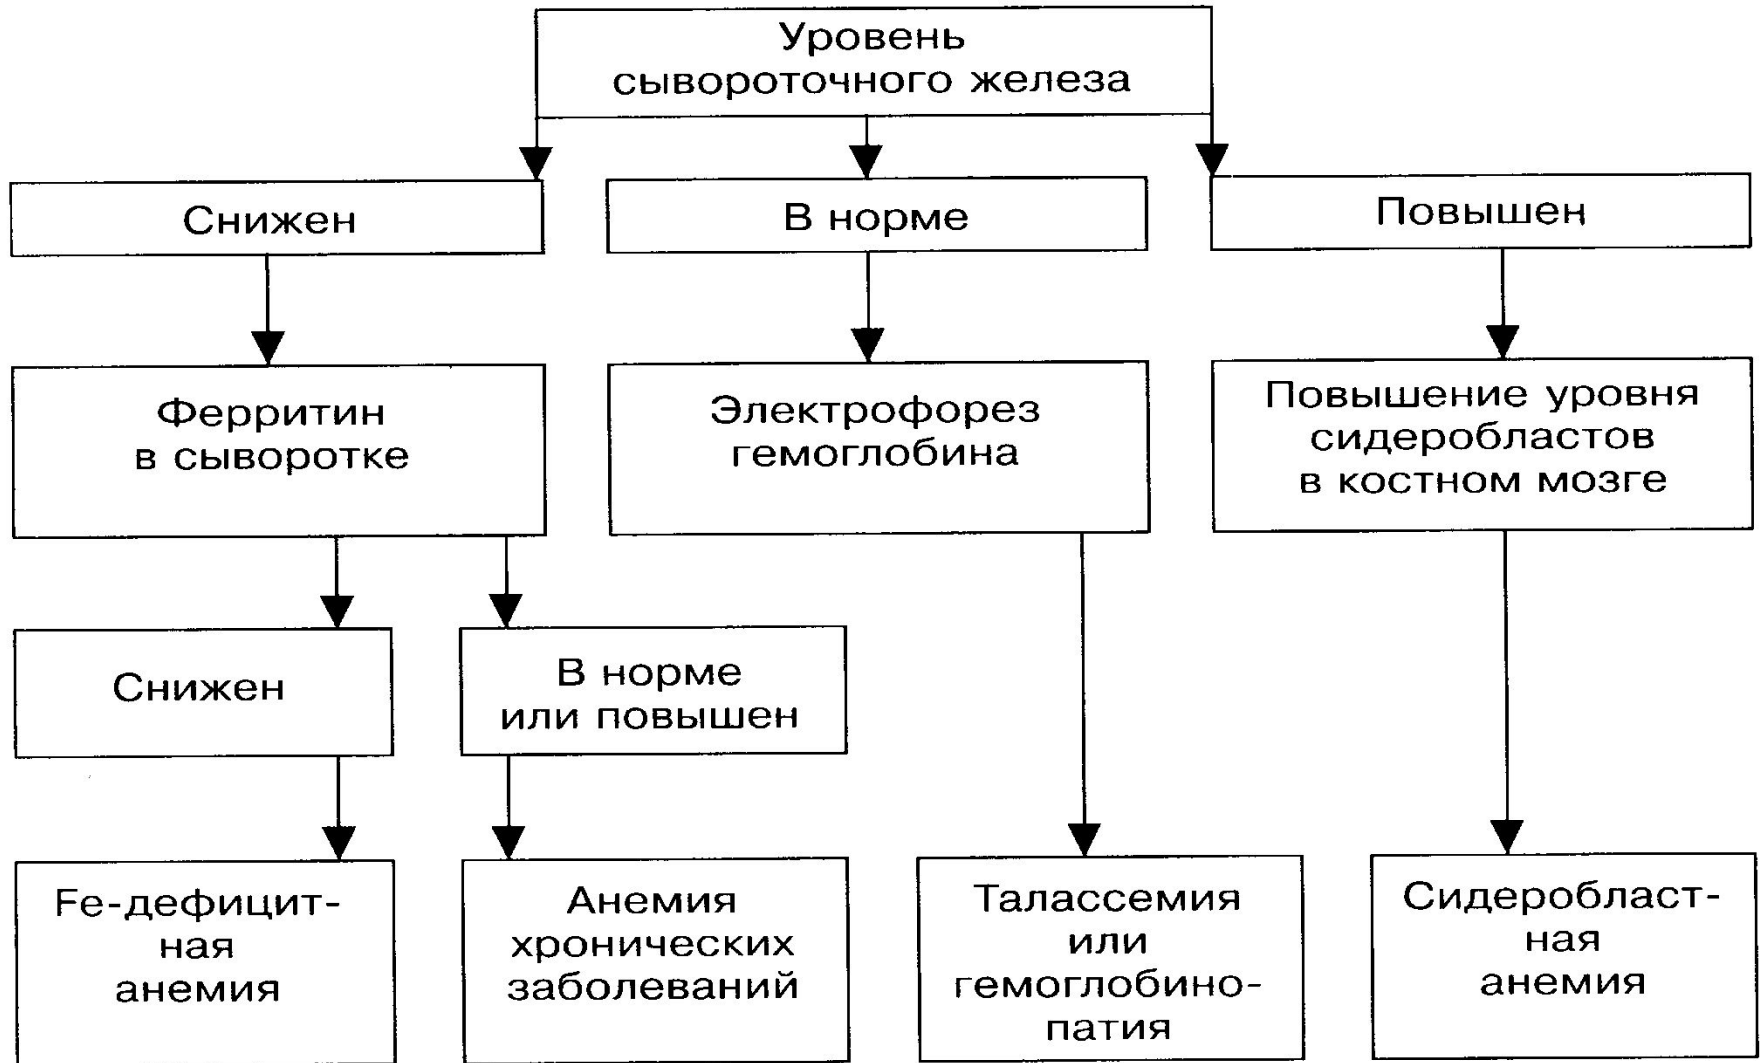 Уровень
сывороточного железа
Снижен
В норме
Повышен
Ферритин
в сыворотке
Электрофорез
гемоглобина
Повышение уровня
сидеробластов
в костном мозге
Снижен
В норме
или повышен
Fe-дефицит-
ная
анемия
Анемия
хронических
заболеваний
Талассемия
или
гемоглобино-
патия
Сидеробласт-
ная
анемия